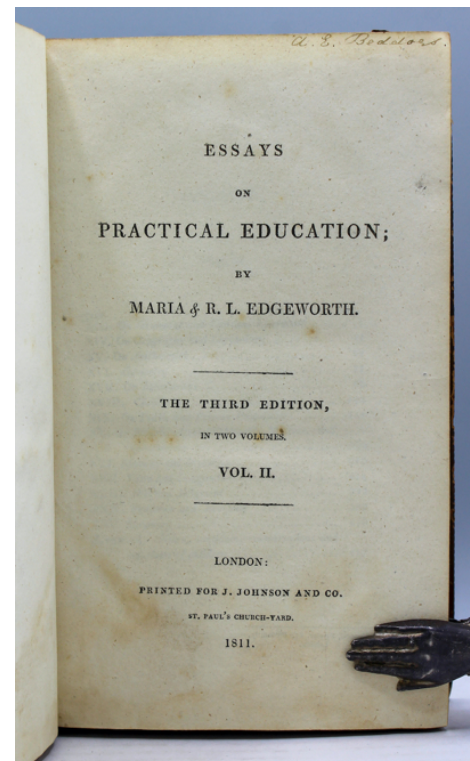 A. E. Beddoes.
ESSAYS
ON
PRACTICAL EDUCATION;
BY
MARIA & R. L. EDGEWORTH.
THE THIRD EDITION,
IN TWO VOLUMES.
VOL. II.
LONDON:
PRINTED FOR J. JOHNSON AND CO.
ST. PAUL'S CHURCH-YARD.
1811.